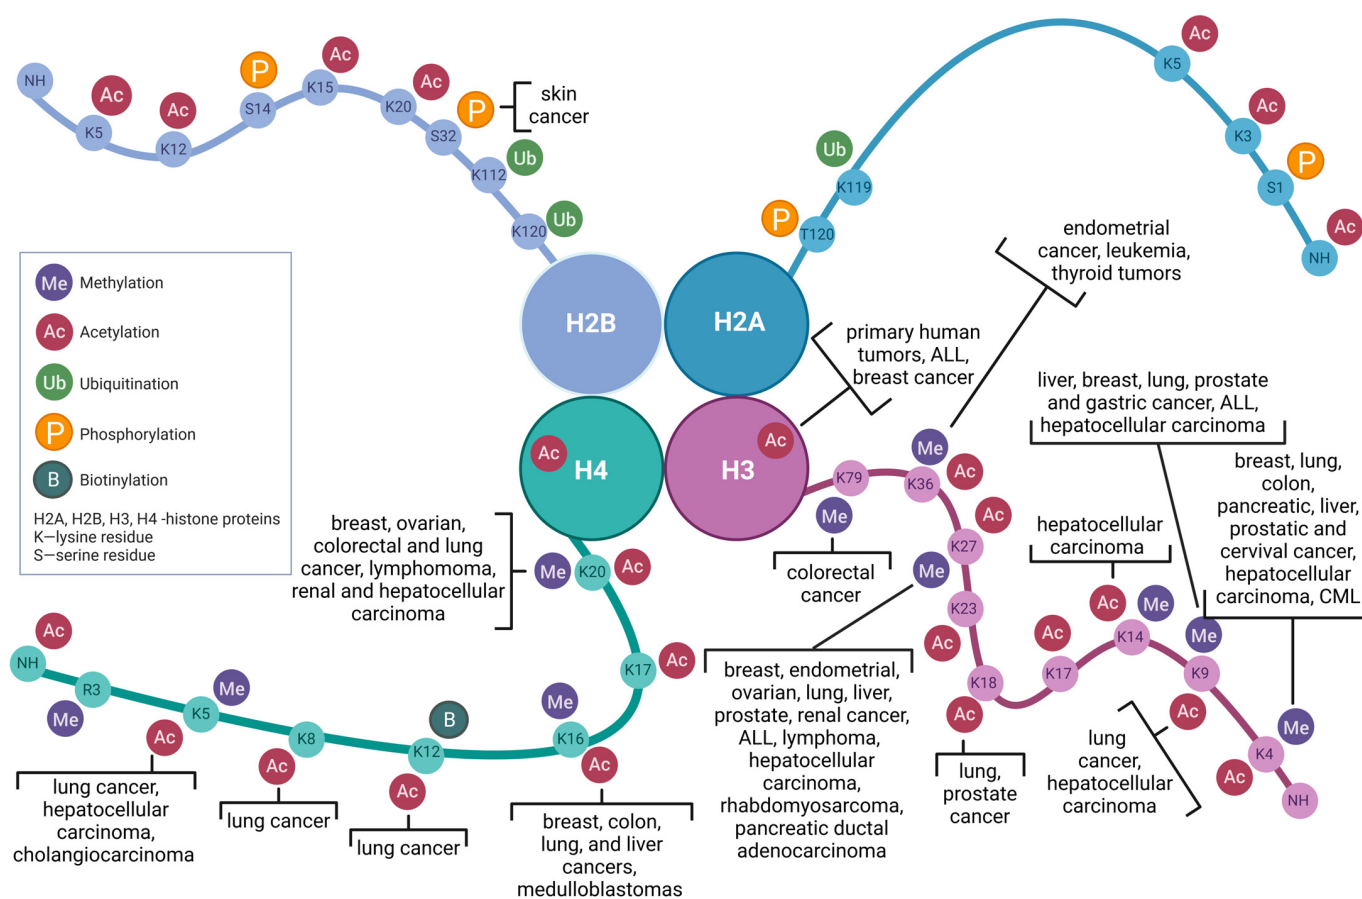 NH
Ac
K5
Ac
K12
P
S14
Ac
K15
Ac
K20
P
S32
skin
cancer
Ub
K112
Ub
K120
H2B
Ac
K5
Ac
K3
P
S1
Ac
NH
Ub
K119
P
T120
H2A
Me
Methylation
Ac
Acetylation
Ub
Ubiquitination
P
Phosphorylation
B
Biotinylation
H2A, H2B, H3, H4 -histone proteins
K—lysine residue
S—serine residue
endometrial
cancer, leukemia,
thyroid tumors
primary human
tumors, ALL,
breast cancer
Ac
H4
Ac
H3
K79
Me
colorectal
cancer
Me
K36
Ac
Ac
K27
Me
K23
Ac
K18
Ac
breast, endometrial,
ovarian, lung, liver,
prostate, renal cancer,
ALL, lymphoma,
hepatocellular
carcinoma,
rhabdomyosarcoma,
pancreatic ductal
adenocarcinoma
lung,
prostate
cancer
Ac
K17
hepatocellular
carcinoma
Ac
Me
K14
liver, breast, lung, prostate
and gastric cancer, ALL,
hepatocellular carcinoma
Me
K9
Ac
lung
cancer,
hepatocellular
carcinoma
breast, lung,
colon,
pancreatic, liver,
prostatic and
cervival cancer,
hepatocellular
carcinoma, CML
Me
K4
Ac
NH
breast, ovarian,
colorectal and lung
cancer, lymphomoma,
renal and hepatocellular
carcinoma
Me
K20
Ac
K17
Ac
Me
K16
Ac
breast, colon,
lung, and liver
cancers,
medulloblastomas
B
K12
Ac
lung cancer
K8
Ac
lung cancer
Me
K5
Ac
lung cancer,
hepatocellular
carcinoma,
cholangiocarcinoma
R3
Me
Ac
NH